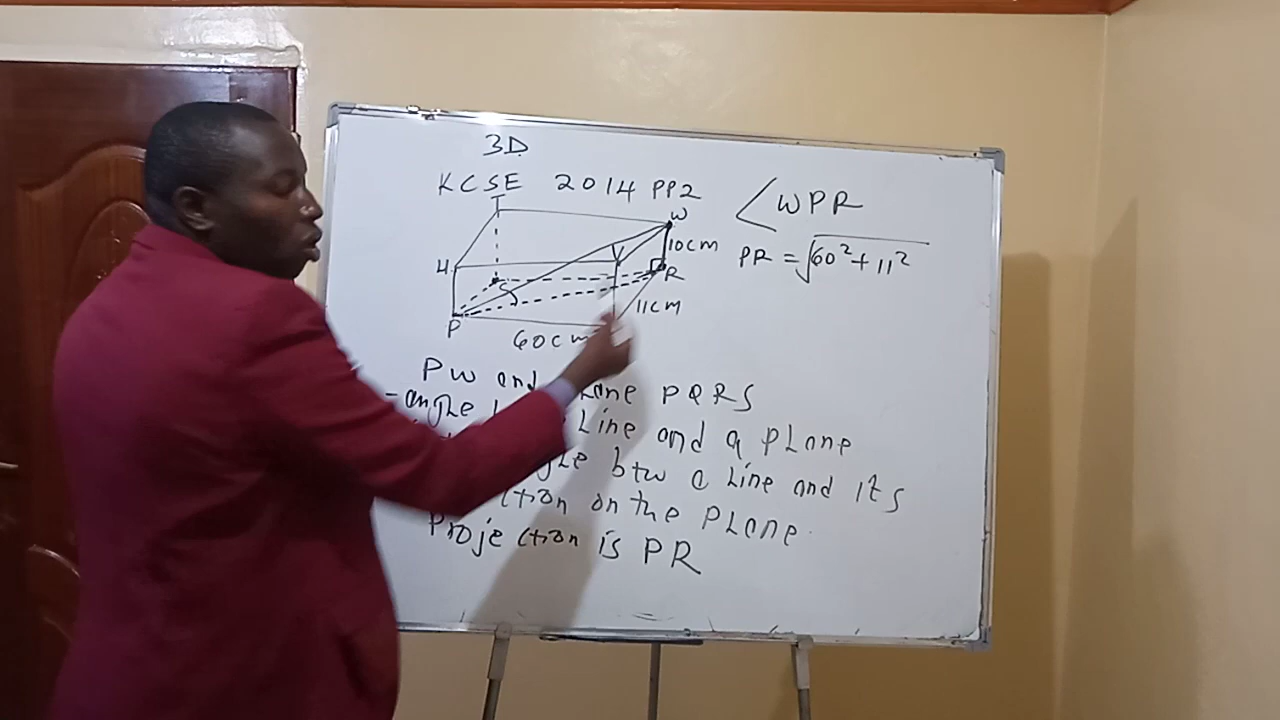 3D
KCSE 2014 PP2
T
W
U
V
10cm
R
S
11cm
P
60cm
<WPR
PR = √60²+11²
PW and PQRS
-angle Line and a plane
btw a Line and its
on the plane.
Projection is PR